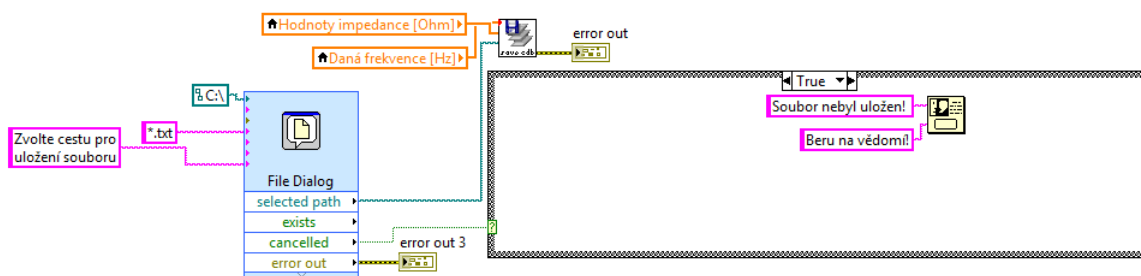 Hodnoty impedance [Ohm]
Daná frekvence [Hz]
save cdb
error out
True
C:\
*.txt
Zvolte cestu pro
uložení souboru
File Dialog
selected path
exists
cancelled
error out
error out 3
Soubor nebyl uložen!
Beru na vědomí!
?